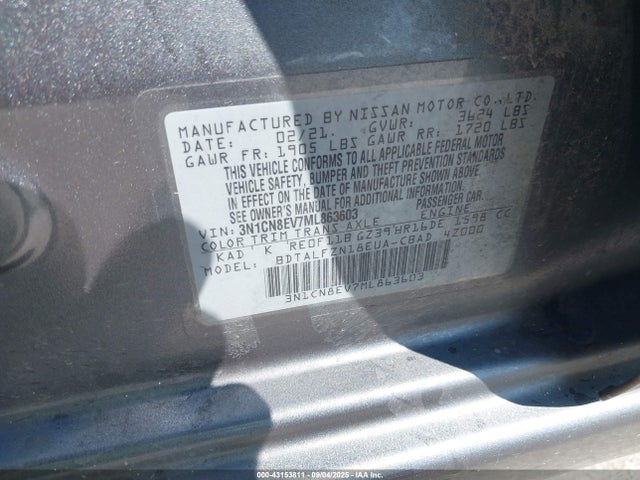 MANUFACTURED BY NISSAN MOTOR CO., LTD.
DATE: 02/21. GVWR: 3624 LBS
GAWR FR: 1905 LBS GAWR RR: 1720 LBS
THIS VEHICLE CONFORMS TO ALL APPLICABLE FEDERAL MOTOR
VEHICLE SAFETY, BUMPER AND THEFT PREVENTION STANDARDS
IN EFFECT ON THE DATE OF MANUFACTURE SHOWN ABOVE.
SEE OWNER'S MANUAL FOR ADDITIONAL INFORMATION.
VIN: 3N1CN8EV7ML863603 PASSENGER CAR
COLOR TRIM TRANS AXLE ENGINE
KAD K RE0F11B GZ39 HR16DE 1598 CC
MODEL: BDTALFZN18EUA-CBAD 4Z000
3N1CN8EV7ML863603
000-43153811 - 09/04/2025 - IAA Inc.